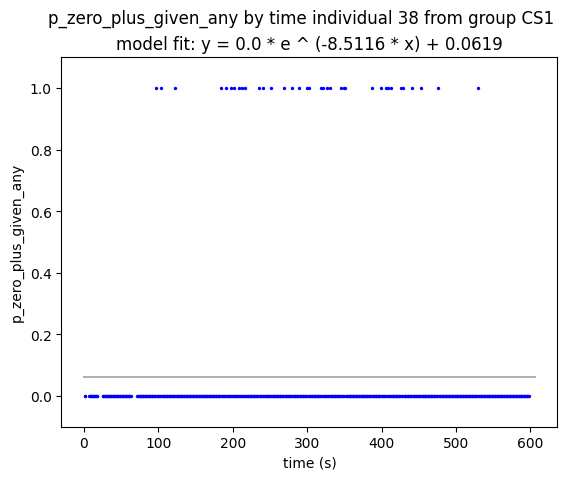 p_zero_plus_given_any by time individual 38 from group CS1
model fit: y = 0.0 * e ^ (-8.5116 * x) + 0.0619
p_zero_plus_given_any
1.0
0.8
0.6
0.4
0.2
0.0
0 100 200 300 400 500 600
time (s)